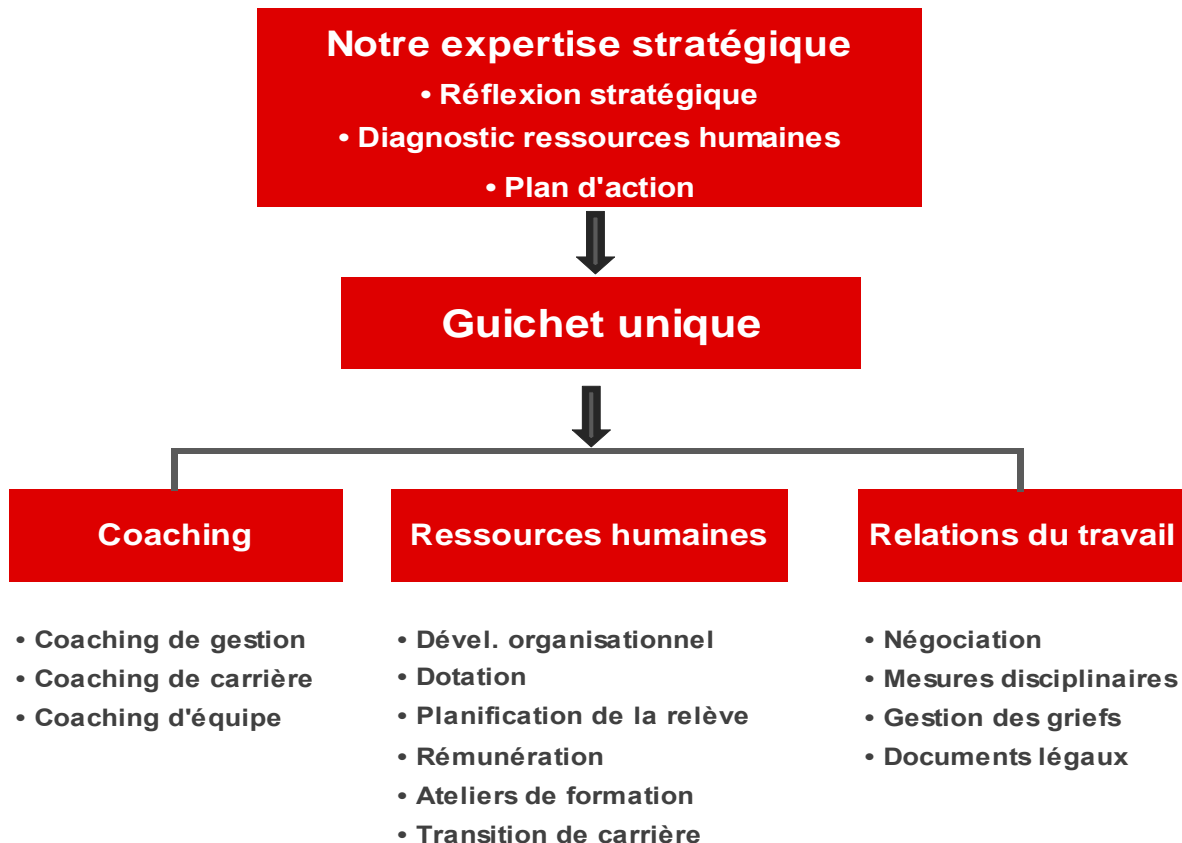 Notre expertise stratégique
• Réflexion stratégique
• Diagnostic ressources humaines
• Plan d'action
Guichet unique
Coaching
• Coaching de gestion
• Coaching de carrière
• Coaching d'équipe
Ressources humaines
• Dével. organisationnel
• Dotation
• Planification de la relève
• Rémunération
• Ateliers de formation
• Transition de carrière
Relations du travail
• Négociation
• Mesures disciplinaires
• Gestion des griefs
• Documents légaux